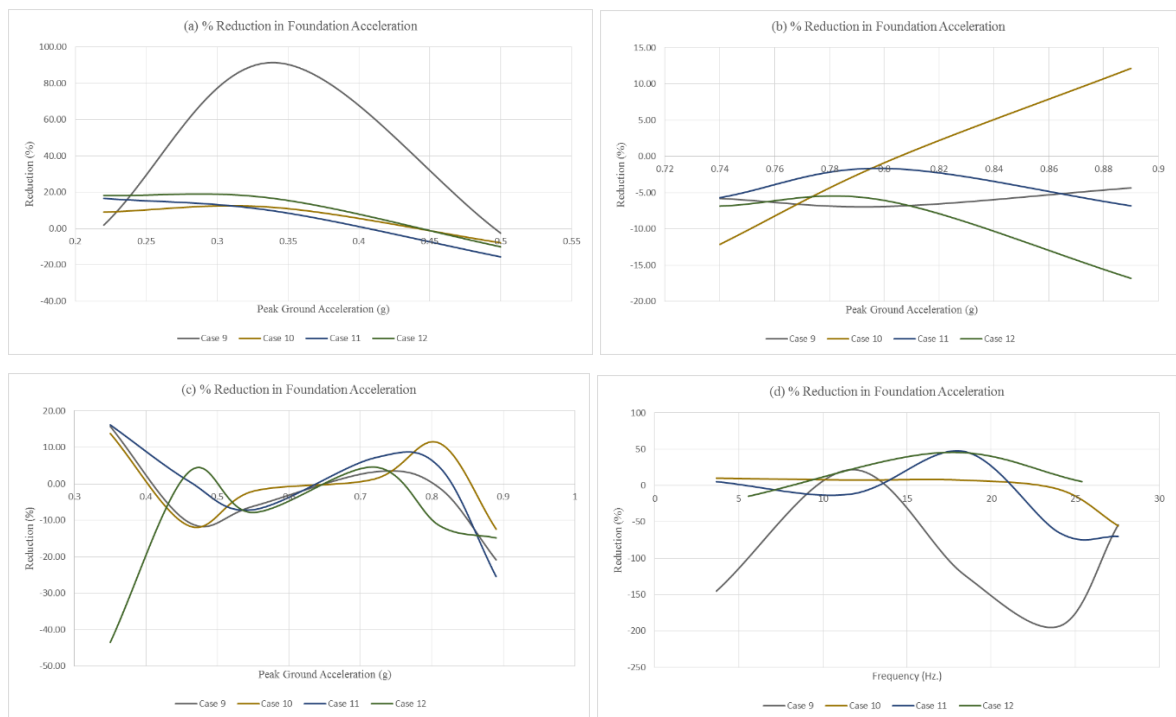 (a) % Reduction in Foundation Acceleration
100.00
80.00
60.00
40.00
20.00
0.00
-20.00
-40.00
Reduction (%)
0.2 0.25 0.3 0.35 0.4 0.45 0.5 0.55
Peak Ground Acceleration (g)
Case 9 Case 10 Case 11 Case 12
(b) % Reduction in Foundation Acceleration
15.00
10.00
5.00
0.00
-5.00
-10.00
-15.00
-20.00
Reduction (%)
0.72 0.74 0.76 0.78 0.8 0.82 0.84 0.86 0.88 0.9
Peak Ground Acceleration (g)
Case 9 Case 10 Case 11 Case 12
(c) % Reduction in Foundation Acceleration
20.00
10.00
0.00
-10.00
-20.00
-30.00
-40.00
-50.00
Reduction (%)
0.3 0.4 0.5 0.6 0.7 0.8 0.9 1
Peak Ground Acceleration (g)
Case 9 Case 10 Case 11 Case 12
(d) % Reduction in Foundation Acceleration
100
50
0
-50
-100
-150
-200
-250
Reduction (%)
0 5 10 15 20 25 30
Frequency (Hz.)
Case 9 Case 10 Case 11 Case 12